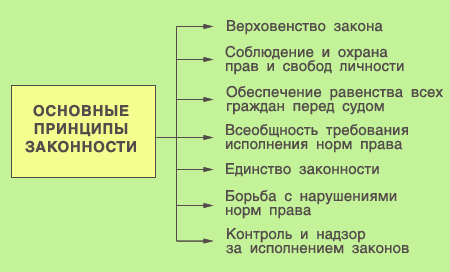 ОСНОВНЫЕ
ПРИНЦИПЫ
ЗАКОННОСТИ
Верховенство закона
Соблюдение и охрана
прав и свобод личности
Обеспечение равенства всех
граждан перед судом
Всеобщность требования
исполнения норм права
Единство законности
Борьба с нарушениями
норм права
Контроль и надзор
за исполнением законов